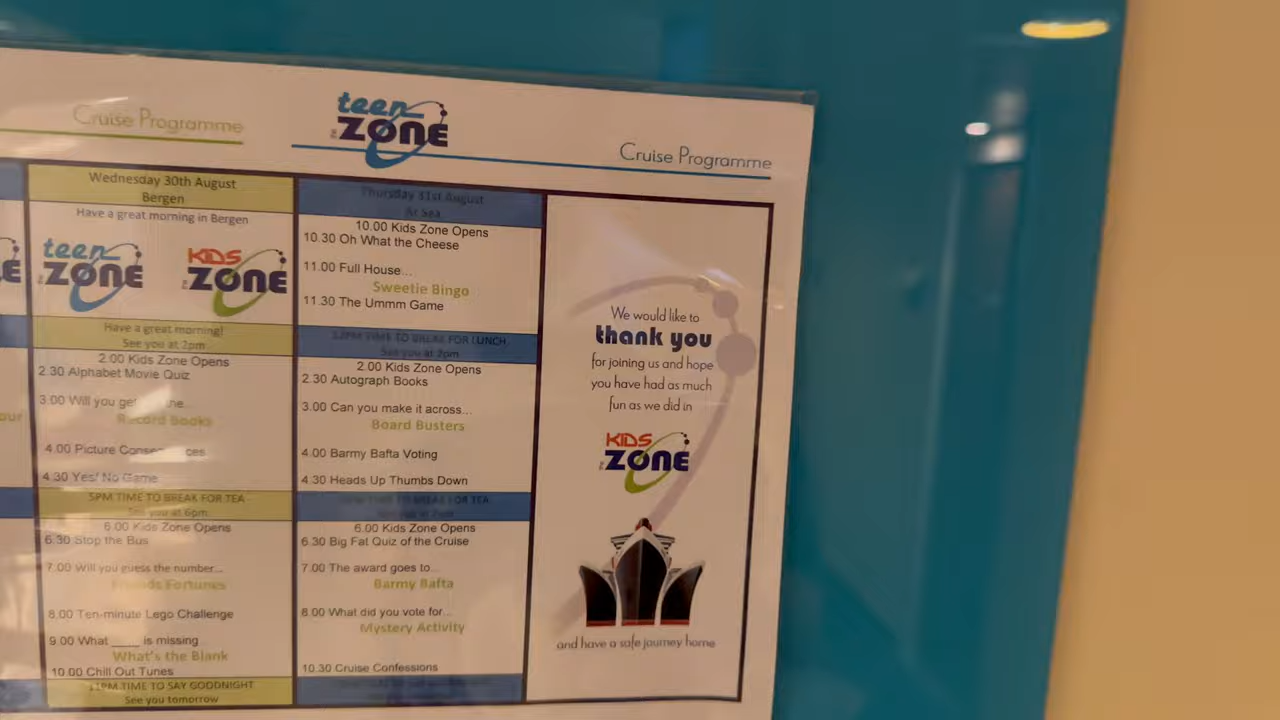 Cruise Programme
teen
the ZONE
Cruise Programme
Wednesday 30th August
Bergen
Have a great morning in Bergen
teen
the ZONE
KIDS
the ZONE
Have a great morning!
See you at 2pm
2.00 Kids Zone Opens
2.30 Alphabet Movie Quiz
3.00 Will you get
Record Books
4.00 Picture
4.30 Yes/ No Game
5PM TIME TO BREAK FOR TEA
See you at 6pm
6.00 Kids Zone Opens
6.30 Stop the Bus
7.00 Will you guess the number...
Friends Fortunes
8.00 Ten-minute Lego Challenge
9.00 What ____ is missing
What's the Blank
10.00 Chill Out Tunes
11PM TIME TO SAY GODDNIGHT
See you tomorrow
Thursday 31st August
At Sea
10.00 Kids Zone Opens
10.30 Oh What the Cheese
11.00 Full House...
Sweetie Bingo
11.30 The Ummm Game
12PM TIME TO BREAK FOR LUNCH
See you at 2pm
2.00 Kids Zone Opens
2.30 Autograph Books
3.00 Can you make it across...
Board Busters
4.00 Barmy Bafta Voting
4.30 Heads Up Thumbs Down
TIME TO BREAK FOR TEA
6.00 Kids Zone Opens
6.30 Big Fat Quiz of the Cruise
7.00 The award goes to...
Barmy Bafta
8.00 What did you vote for...
Mystery Activity
10.30 Cruise Confessions
We would like to
thank you
for joining us and hope
you have had as much
fun as we did in
KIDS
the ZONE
and have a safe journey home